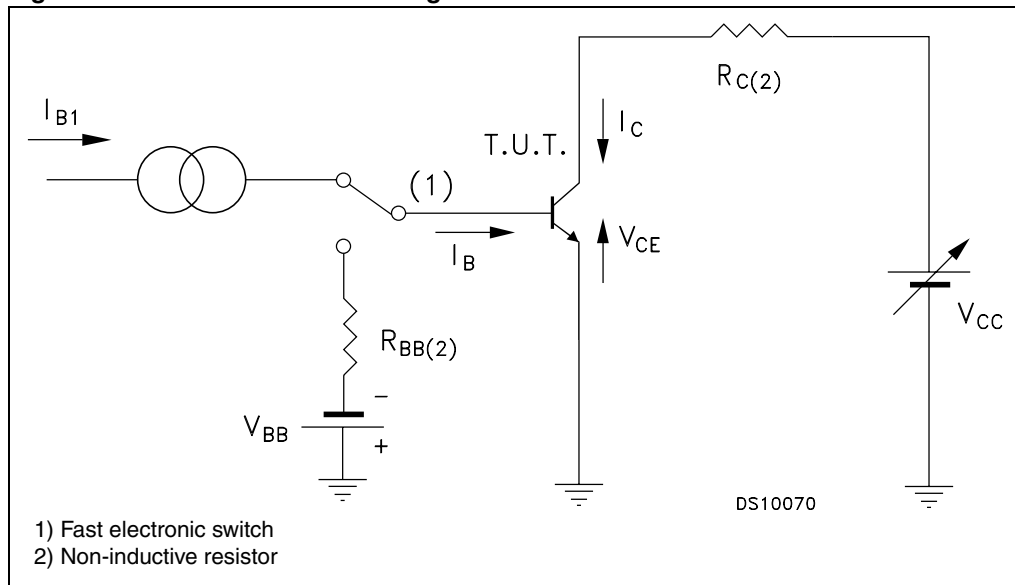 I_B1
R_C(2)
I_C
T.U.T.
(1)
V_CE
I_B
V_CC
R_BB(2)
-
V_BB
+
DS10070
1) Fast electronic switch
2) Non-inductive resistor